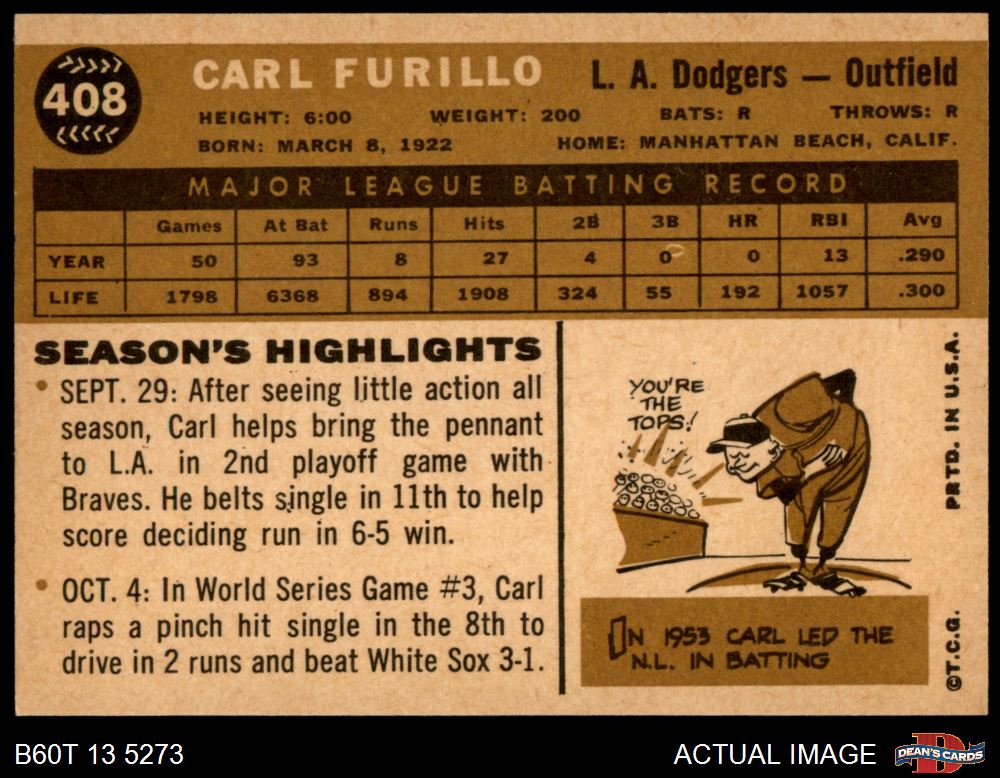 408
CARL FURILLO
L. A. Dodgers — Outfield
HEIGHT: 6:00 WEIGHT: 200 BATS: R THROWS: R
BORN: MARCH 8, 1922 HOME: MANHATTAN BEACH, CALIF.
MAJOR LEAGUE BATTING RECORD
Games At Bat Runs Hits 2B 3B HR RBI Avg
YEAR 50 93 8 27 4 0 0 13 .290
LIFE 1798 6368 894 1908 324 55 192 1057 .300
SEASON'S HIGHLIGHTS
• SEPT. 29: After seeing little action all
season, Carl helps bring the pennant
to L.A. in 2nd playoff game with
Braves. He belts single in 11th to help
score deciding run in 6-5 win.
• OCT. 4: In World Series Game #3, Carl
raps a pinch hit single in the 8th to
drive in 2 runs and beat White Sox 3-1.
YOU'RE
THE
TOPS!
ON 1953 CARL LED THE
N.L. IN BATTING
©T.C.G. PRTD. IN U.S.A.
B60T 13 5273
ACTUAL IMAGE
DEAN'S CARDS